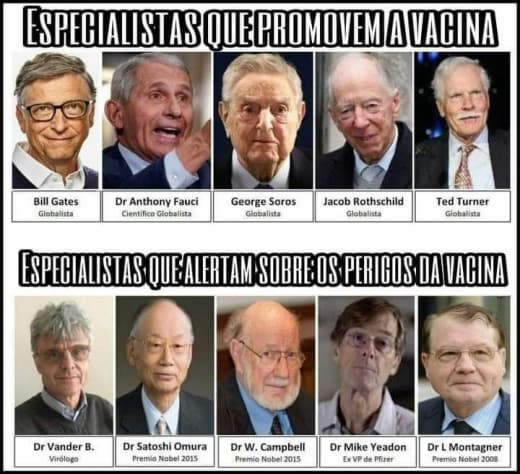 ESPECIALISTAS QUE PROMOVEM A VACINA
Bill Gates
Globalista
Dr Anthony Fauci
Científico Globalista
George Soros
Globalista
Jacob Rothschild
Globalista
Ted Turner
Globalista
ESPECIALISTAS QUE ALERTAM SOBRE OS PERIGOS DA VACINA
Dr Vander B.
Virólogo
Dr Satoshi Omura
Premio Nobel 2015
Dr W. Campbell
Premio Nobel 2015
Dr Mike Yeadon
Ex VP de Pfizer
Dr L Montagner
Premio Nobel 2008